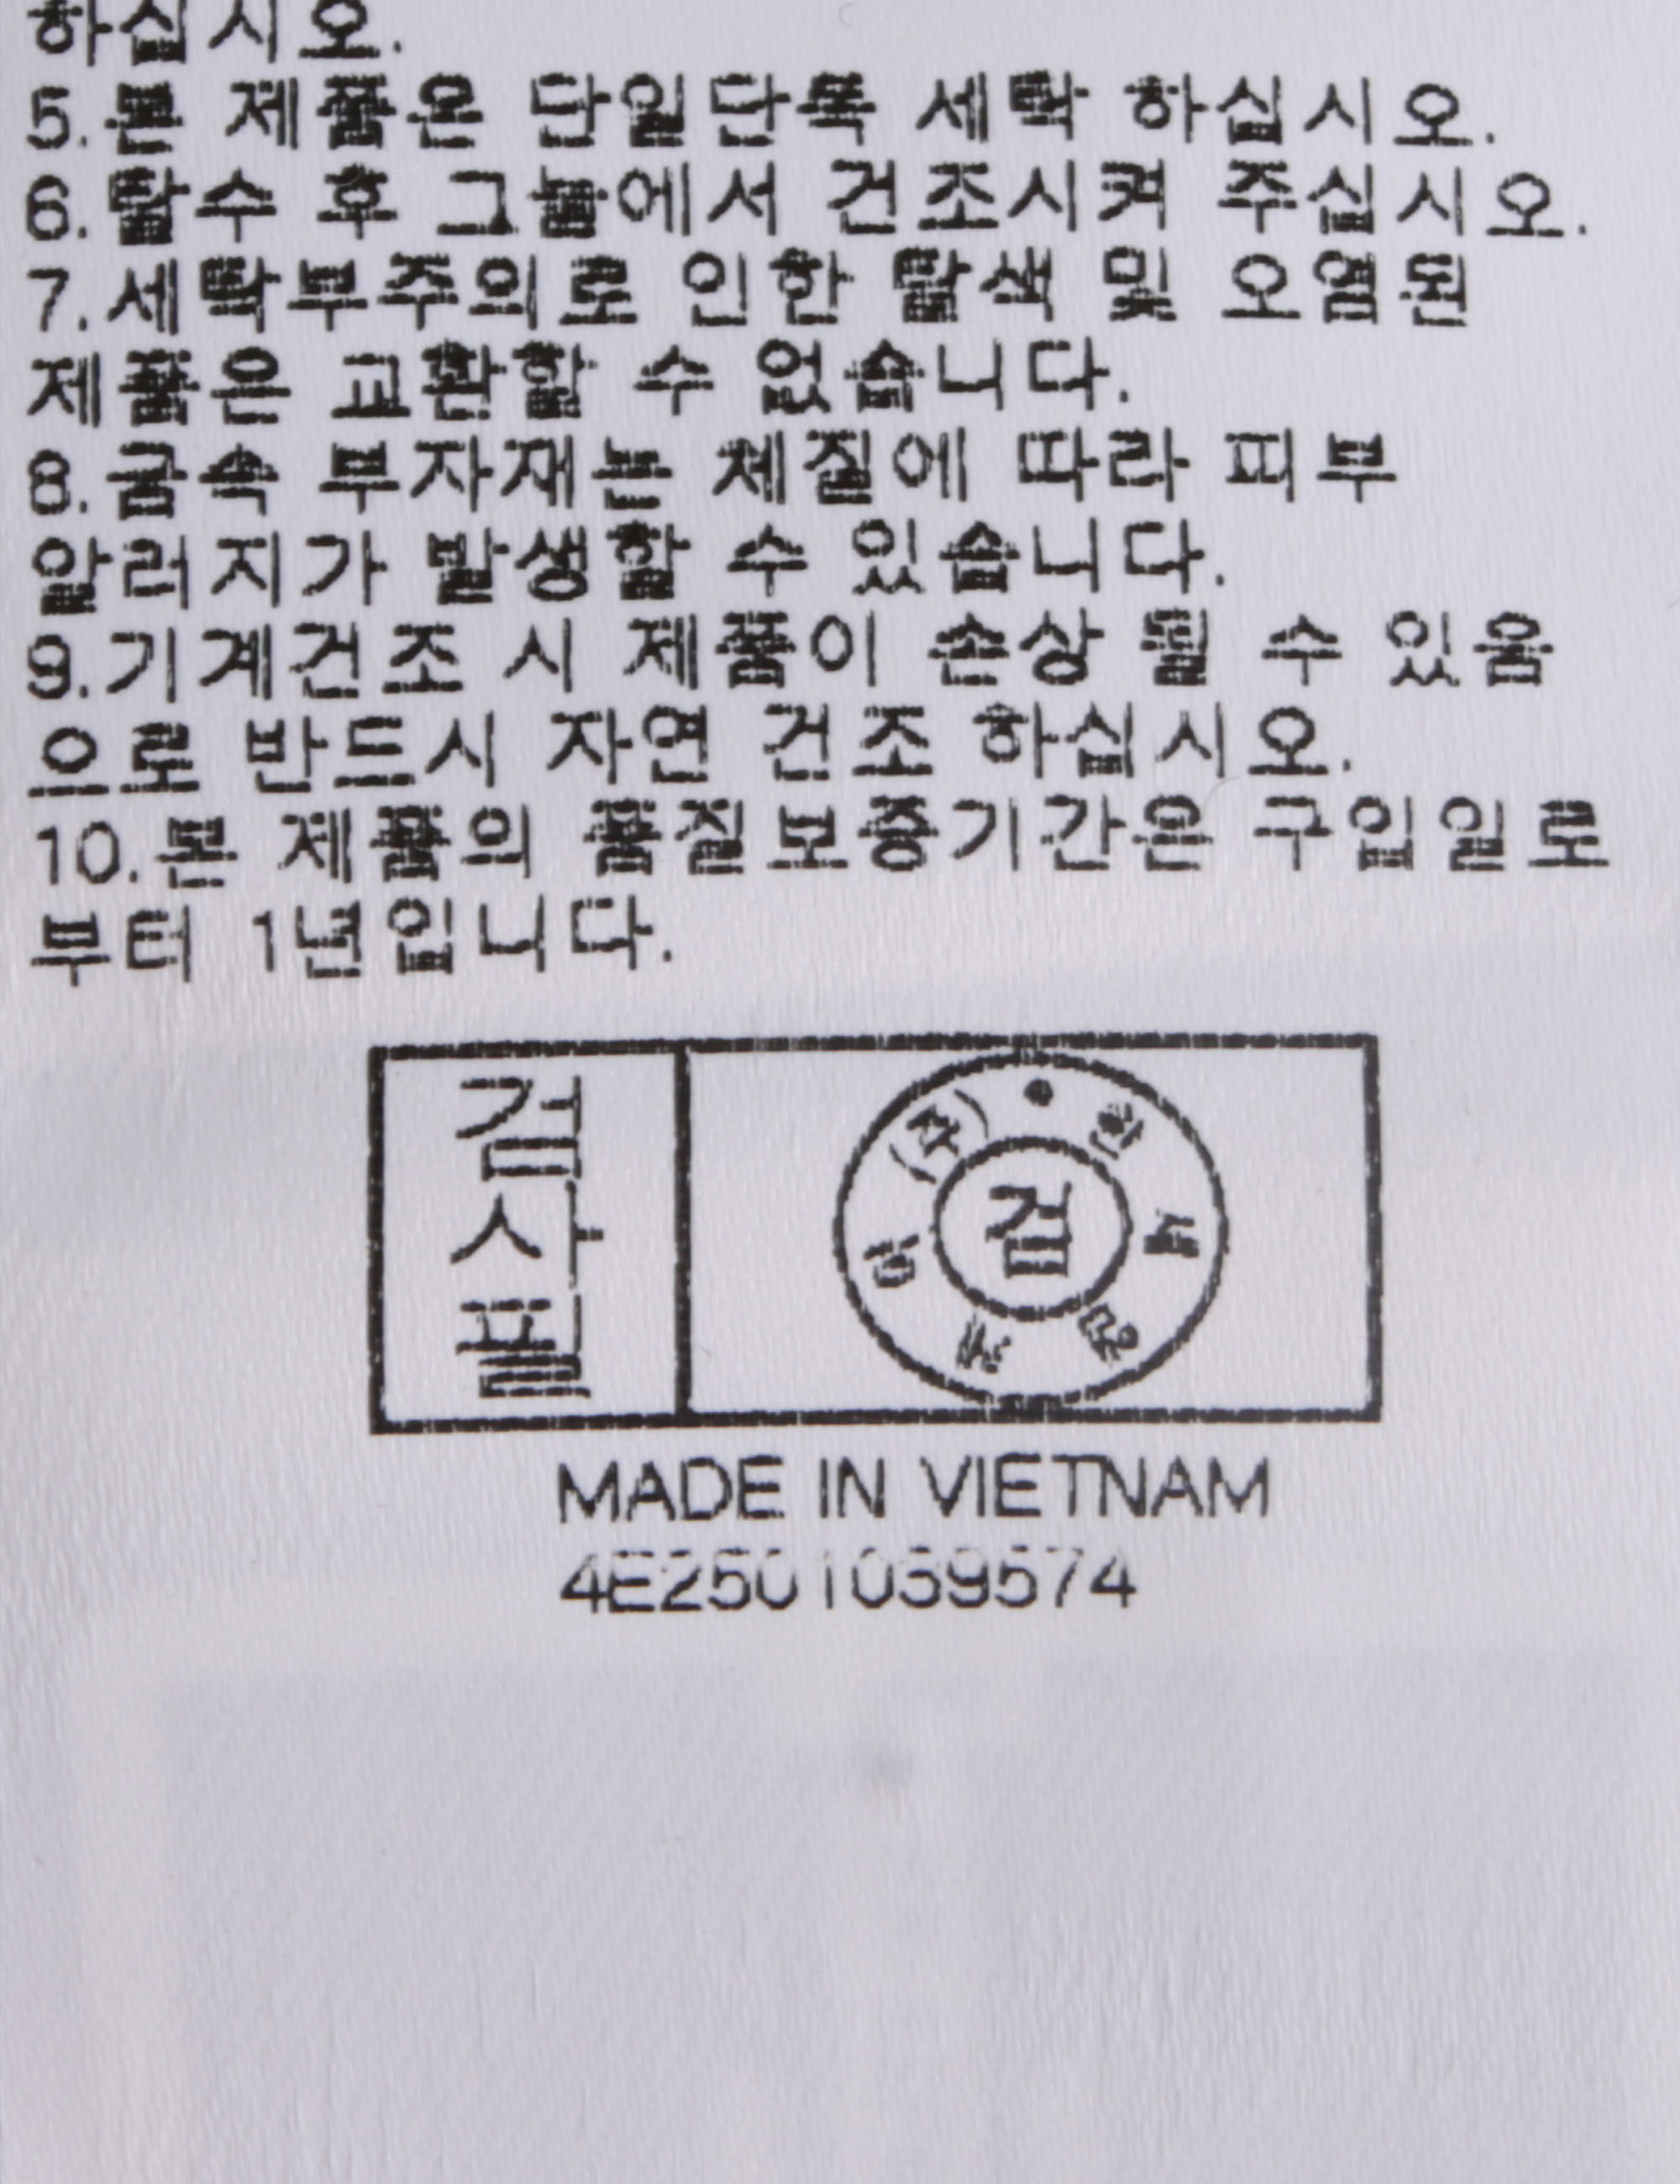 하십시오.
5.본 제품은 단일단독 세탁 하십시오.
6.탈수 후 그늘에서 건조시켜 주십시오.
7.세탁부주의로 인한 탈색 및 오염된
제품은 교환할 수 없습니다.
8.금속 부자재는 체질에 따라 피부
알러지가 발생할 수 있습니다.
9.기계건조 시 제품이 손상 될 수 있음
으로 반드시 자연 건조 하십시오.
10.본 제품의 품질보증기간은 구입일로
부터 1년입니다.
검
사
필
(주)
검
MADE IN VIETNAM
4E2501039574